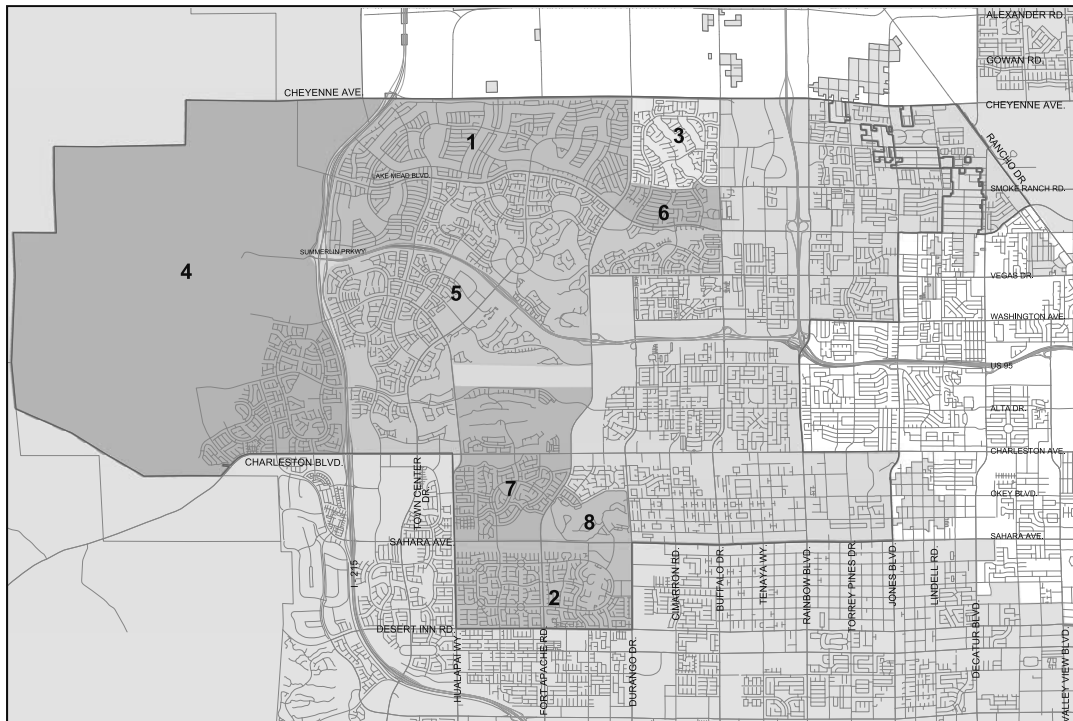 ALEXANDER RD.
GOWAN RD.
CHEYENNE AVE.
CHEYENNE AVE.
1
3
RANCHO DR.
LAKE MEAD BLVD.
SMOKE RANCH RD.
6
SUMMERLIN PRKWY.
4
VEGAS DR.
5
WASHINGTON AVE.
US 95
ALTA DR.
CHARLESTON AVE.
CHARLESTON BLVD.
TOWN CENTER
DR.
7
OKEY BLVD.
8
SAHARA AVE.
SAHARA AVE.
I - 215
CIMARRON RD.
BUFFALO DR.
TENAYA WY.
RAINBOW BLVD.
TORREY PINES DR.
JONES BLVD.
LINDELL RD.
2
DESERT INN RD.
HUALAPAI WY.
FORT APACHE RD.
DURANGO DR.
DECATUR BLVD.
VALLEY VIEW BLVD.